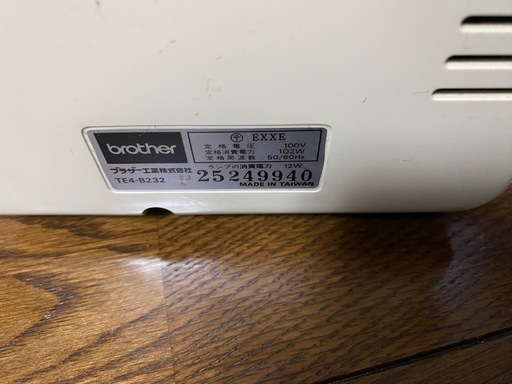 brother
ブラザー工業株式会社
TE4-B232
〒 EXXE
定格電圧 100V
定格消費電力 102W
定格周波数 50/60Hz
ランプの消費電力 12W
25249940
MADE IN TAIWAN